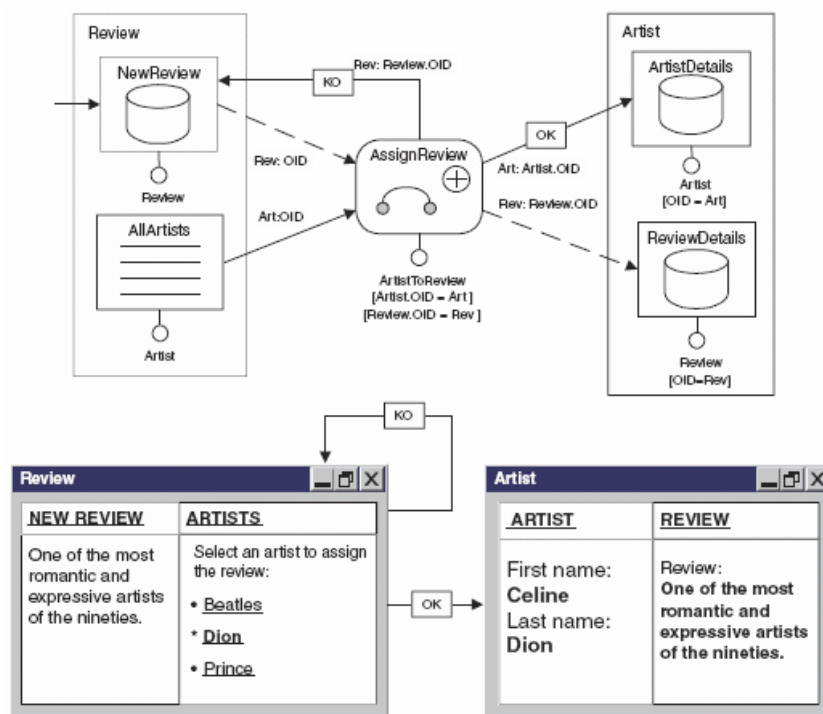 Review
NewReview
Review
AllArtists
Artist
KO
Rev: Review.OID
Rev: OID
Art:OID
AssignReview
ArtistToReview
[Artist.OID = Art ]
[Review.OID = Rev ]
OK
Art: Artist.OID
Rev: Review.OID
Artist
ArtistDetails
Artist
[OID = Art]
ReviewDetails
Review
[OID=Rev]
KO
Review
NEW REVIEW
One of the most
romantic and
expressive artists
of the nineties.
ARTISTS
Select an artist to assign
the review:
• Beatles
* Dion
• Prince
OK
Artist
ARTIST
First name:
Celine
Last name:
Dion
REVIEW
Review:
One of the most
romantic and
expressive artists
of the nineties.